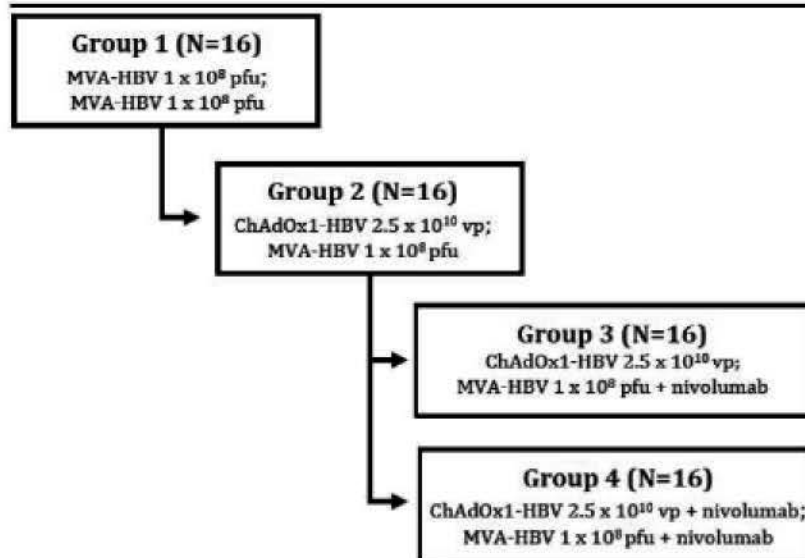 Group 1 (N=16)
MVA-HBV 1 x 10⁸ pfu;
MVA-HBV 1 x 10⁸ pfu
Group 2 (N=16)
ChAdOx1-HBV 2.5 x 10¹⁰ vp;
MVA-HBV 1 x 10⁸ pfu
Group 3 (N=16)
ChAdOx1-HBV 2.5 x 10¹⁰ vp;
MVA-HBV 1 x 10⁸ pfu + nivolumab
Group 4 (N=16)
ChAdOx1-HBV 2.5 x 10¹⁰ vp + nivolumab;
MVA-HBV 1 x 10⁸ pfu + nivolumab